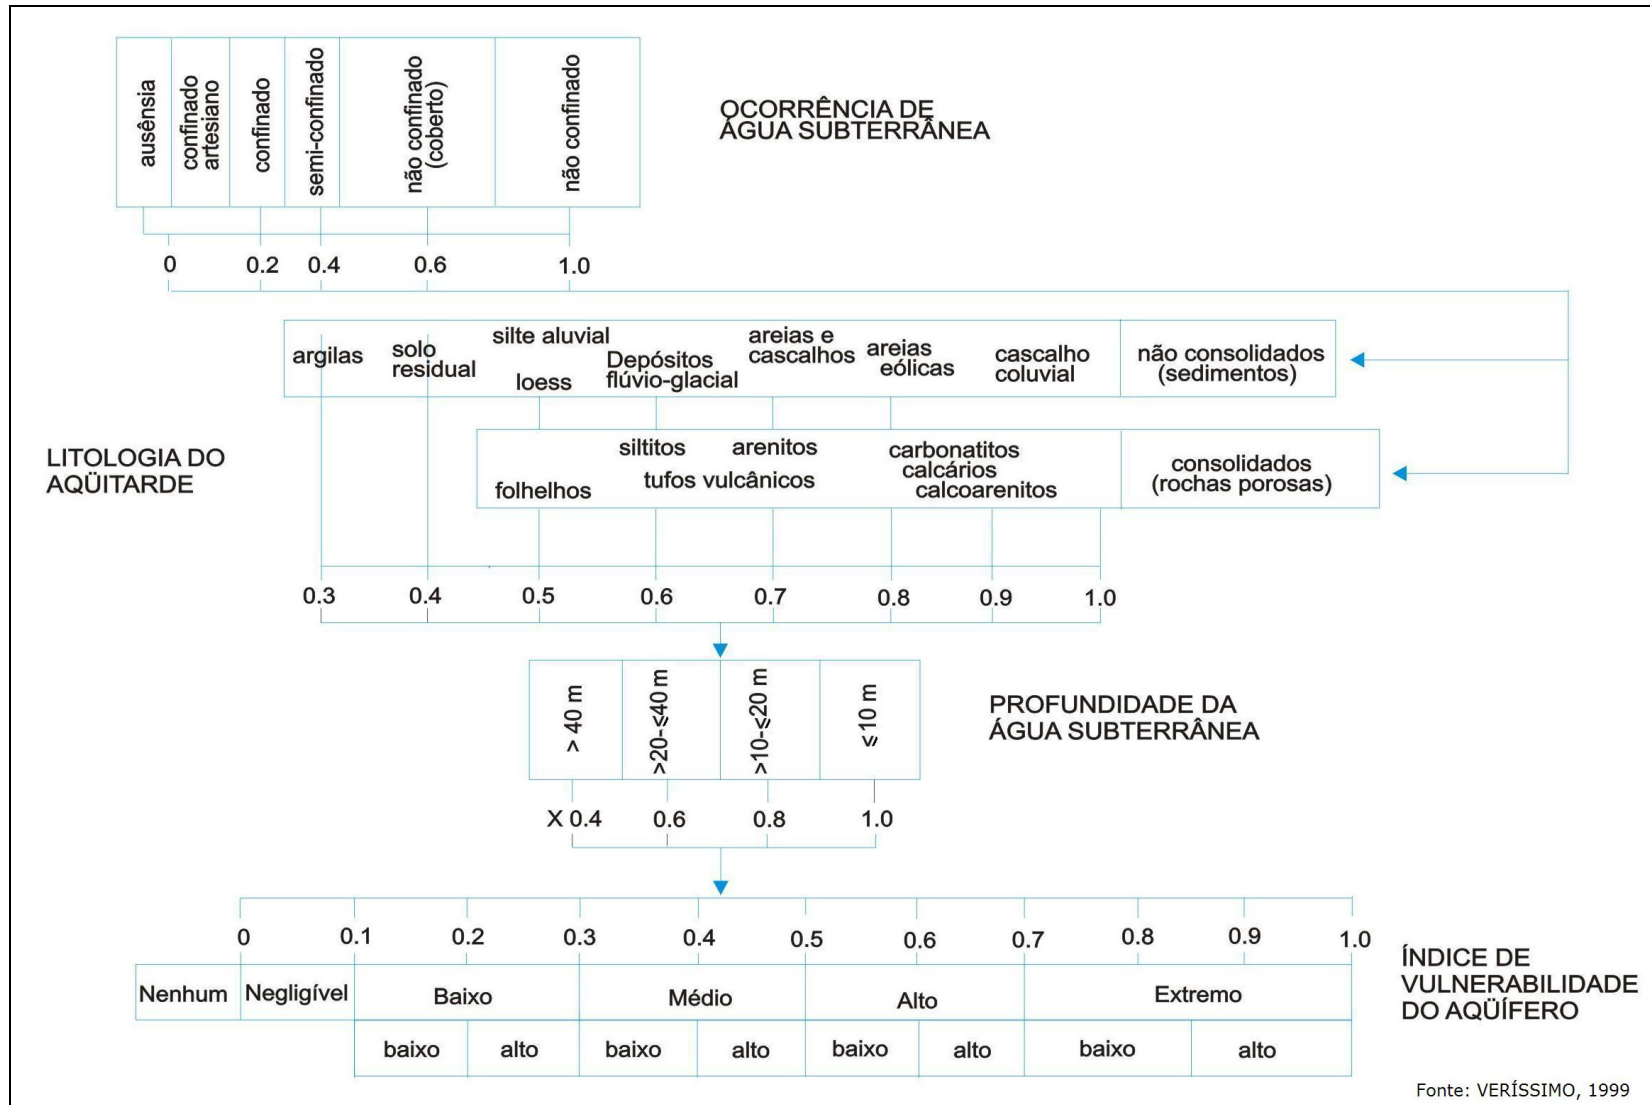 ausênsia
confinado
artesiano
confinado
semi-confinado
não confinado
(coberto)
não confinado
OCORRÊNCIA DE
ÁGUA SUBTERRÂNEA
0 0.2 0.4 0.6 1.0
argilas
solo
residual
silte aluvial
loess
Depósitos
flúvio-glacial
areias e
cascalhos
areias
eólicas
cascalho
coluvial
não consolidados
(sedimentos)
LITOLOGIA DO
AQÜITARDE
folhelhos
siltitos
arenitos
tufos vulcânicos
carbonatitos
calcários
calcoarenitos
consolidados
(rochas porosas)
0.3 0.4 0.5 0.6 0.7 0.8 0.9 1.0
> 40 m
>20-≤40 m
>10-≤20 m
≤10 m
PROFUNDIDADE DA
ÁGUA SUBTERRÂNEA
X 0.4 0.6 0.8 1.0
0 0.1 0.2 0.3 0.4 0.5 0.6 0.7 0.8 0.9 1.0
Nenhum Negligível Baixo Médio Alto Extremo
baixo alto baixo alto baixo alto baixo alto
ÍNDICE DE
VULNERABILIDADE
DO AQÜÍFERO
Fonte: VERÍSSIMO, 1999